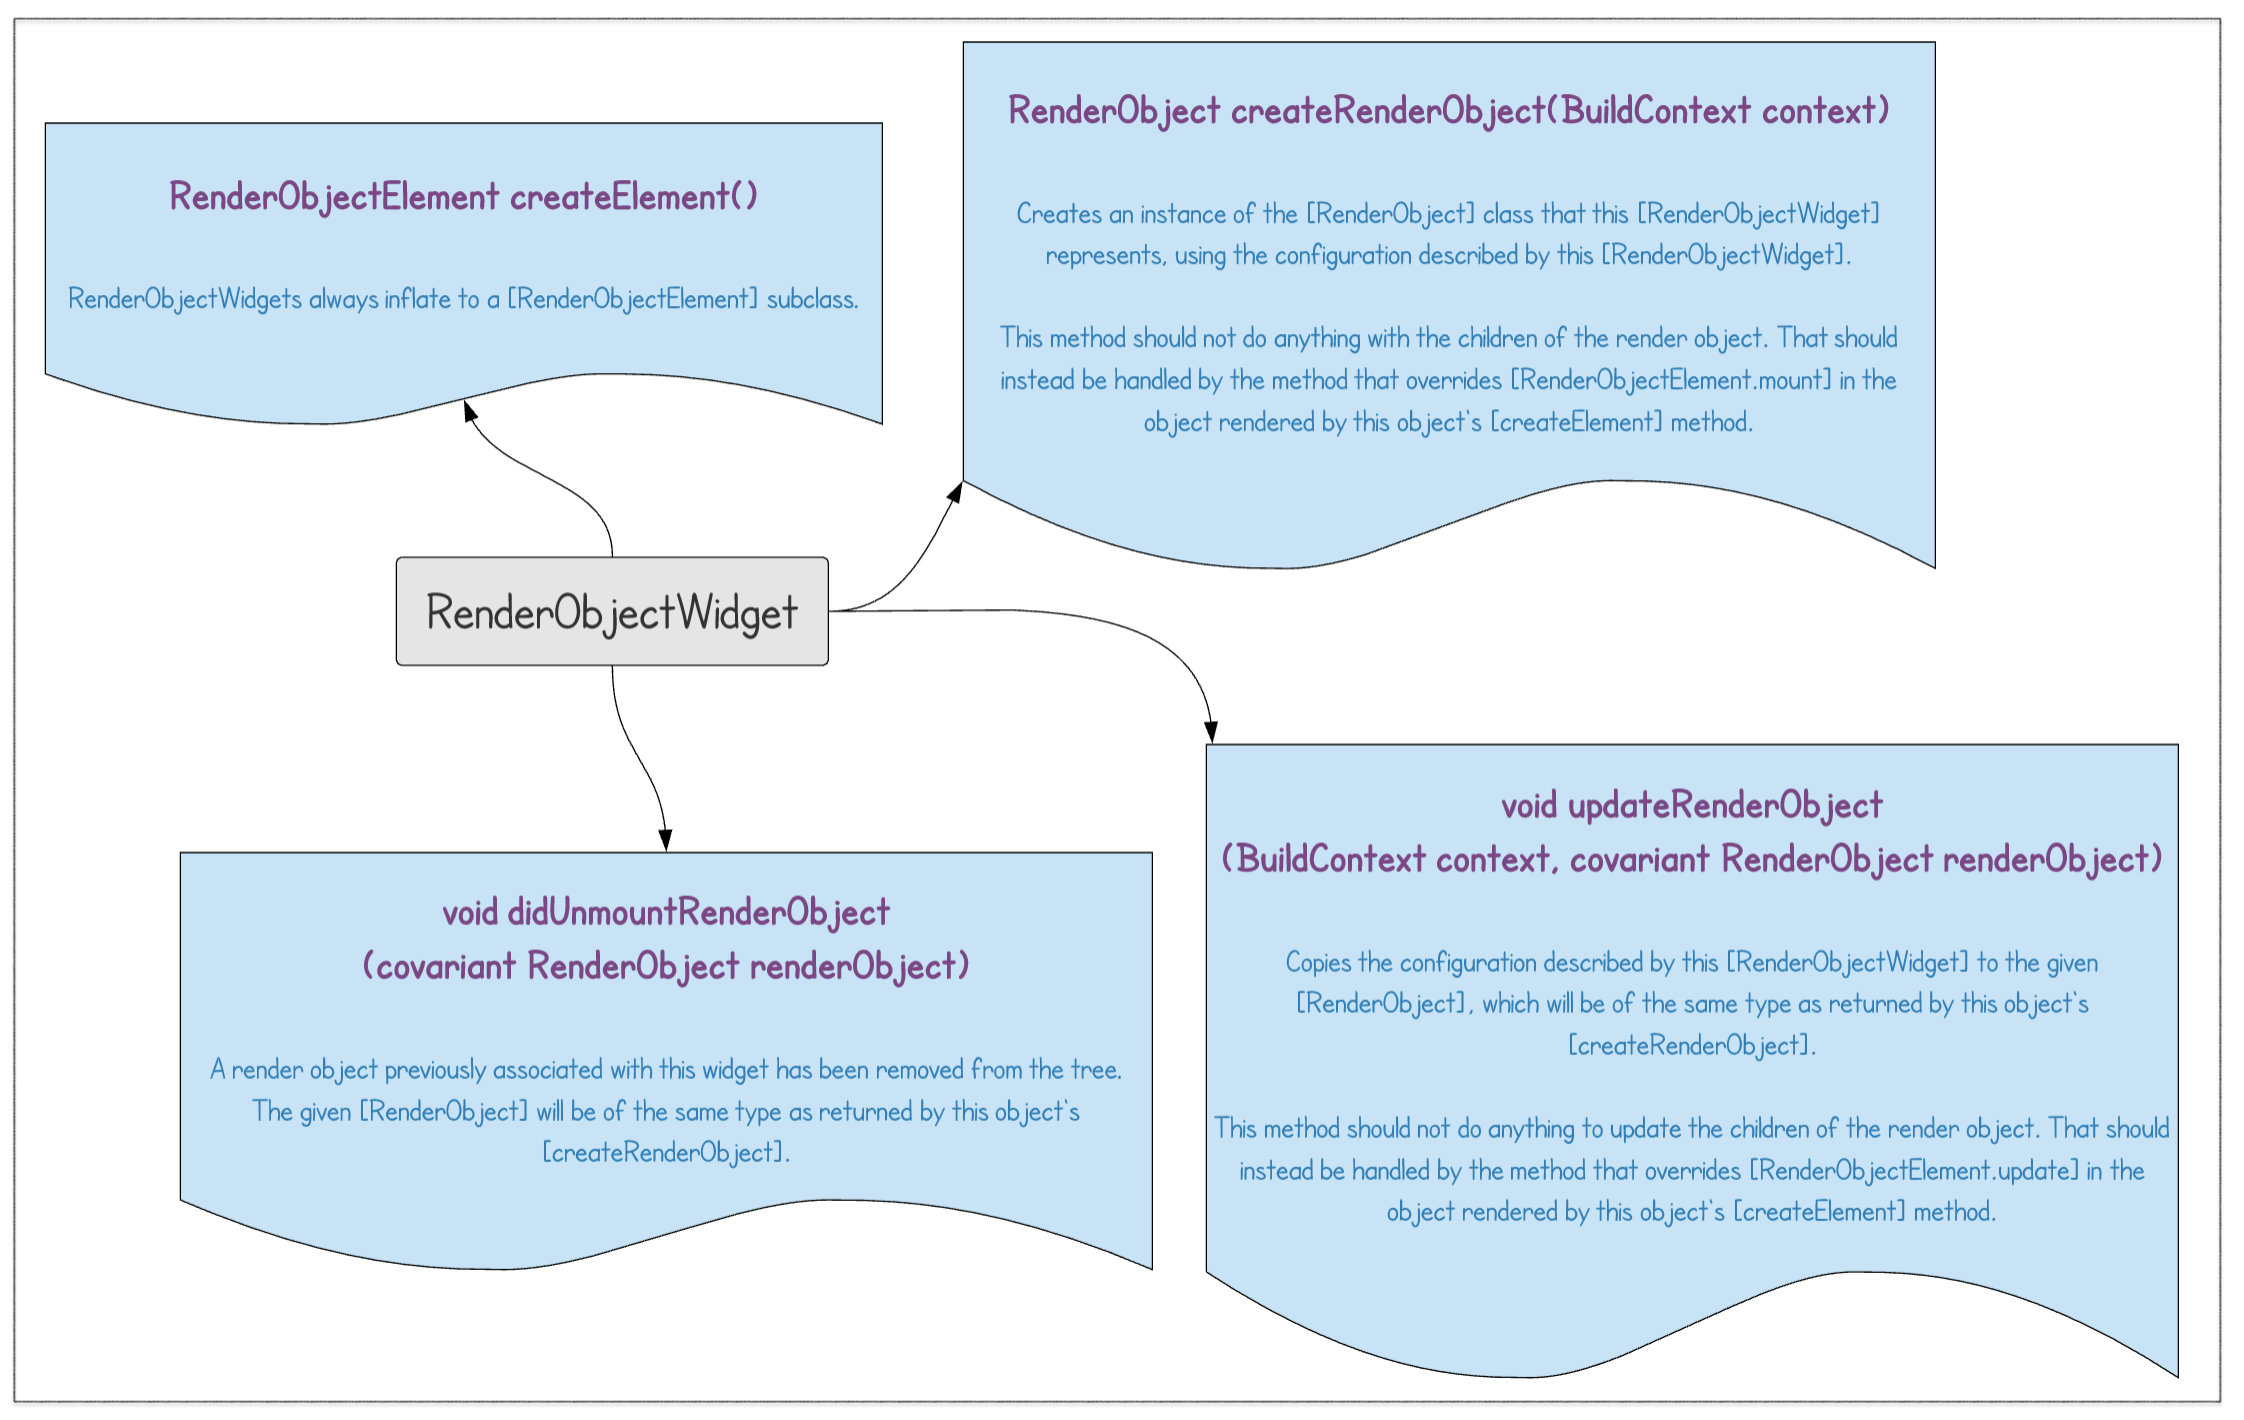 RenderObjectElement createElement()
RenderObjectWidgets always inflate to a [RenderObjectElement] subclass.
RenderObject createRenderObject(BuildContext context)
Creates an instance of the [RenderObject] class that this [RenderObjectWidget]
represents, using the configuration described by this [RenderObjectWidget].
This method should not do anything with the children of the render object. That should
instead be handled by the method that overrides [RenderObjectElement.mount] in the
object rendered by this object's [createElement] method.
RenderObjectWidget
void didUnmountRenderObject
(covariant RenderObject renderObject)
A render object previously associated with this widget has been removed from the tree.
The given [RenderObject] will be of the same type as returned by this object's
[createRenderObject].
void updateRenderObject
(BuildContext context, covariant RenderObject renderObject)
Copies the configuration described by this [RenderObjectWidget] to the given
[RenderObject], which will be of the same type as returned by this object's
[createRenderObject].
This method should not do anything to update the children of the render object. That should
instead be handled by the method that overrides [RenderObjectElement.update] in the
object rendered by this object's [createElement] method.